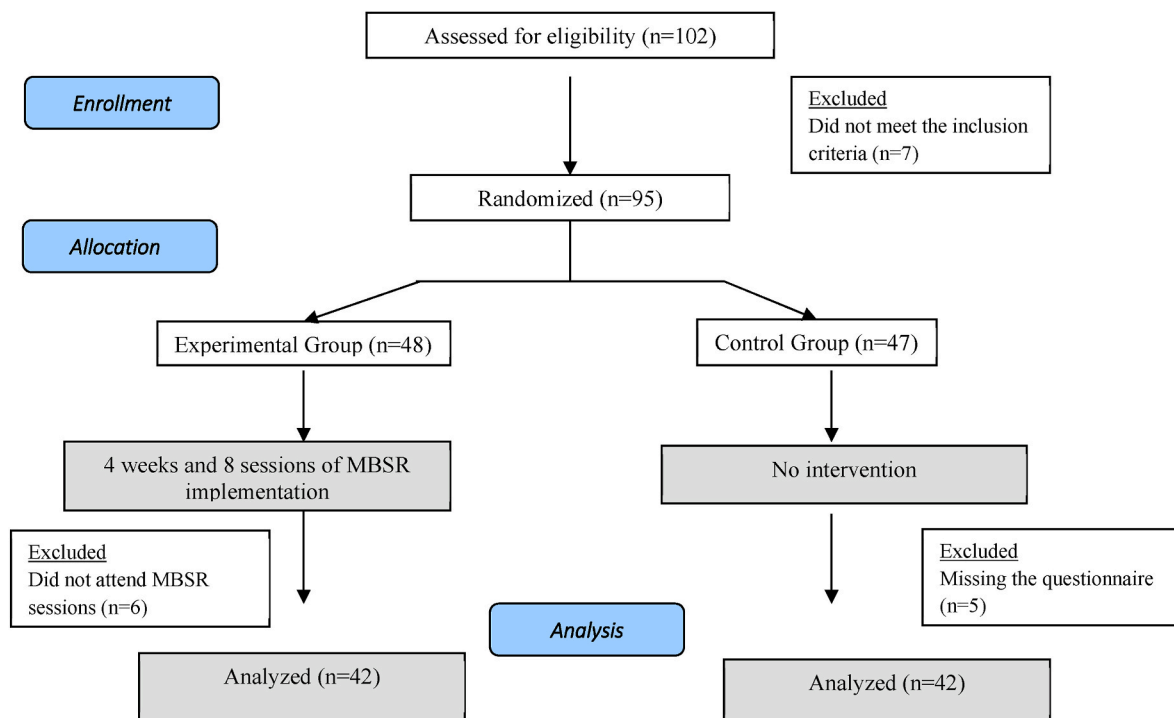 Assessed for eligibility (n=102)
Enrollment
Excluded
Did not meet the inclusion
criteria (n=7)
Randomized (n=95)
Allocation
Experimental Group (n=48)
Control Group (n=47)
4 weeks and 8 sessions of MBSR
implementation
No intervention
Excluded
Did not attend MBSR
sessions (n=6)
Excluded
Missing the questionnaire
(n=5)
Analysis
Analyzed (n=42)
Analyzed (n=42)